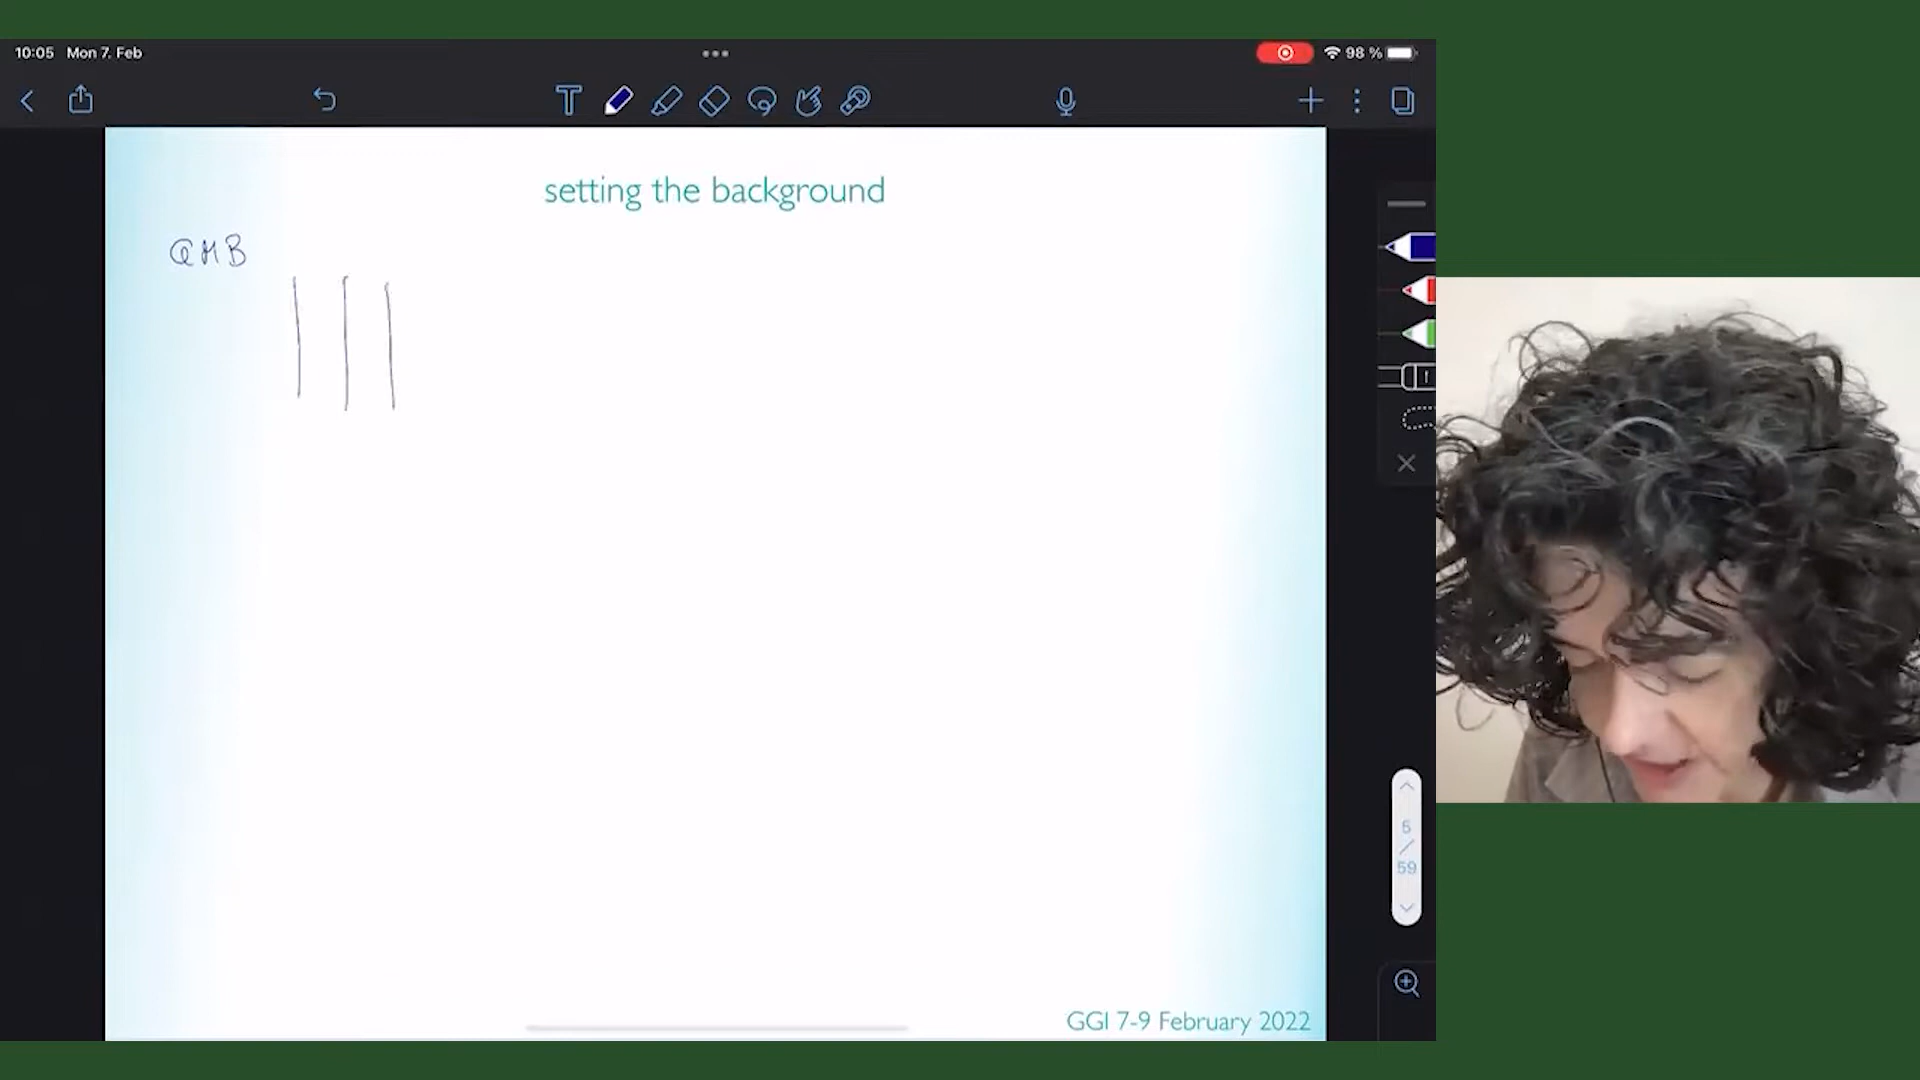 10:05 Mon 7. Feb
98 %
setting the background
QMB
5
/
59
GGI 7-9 February 2022